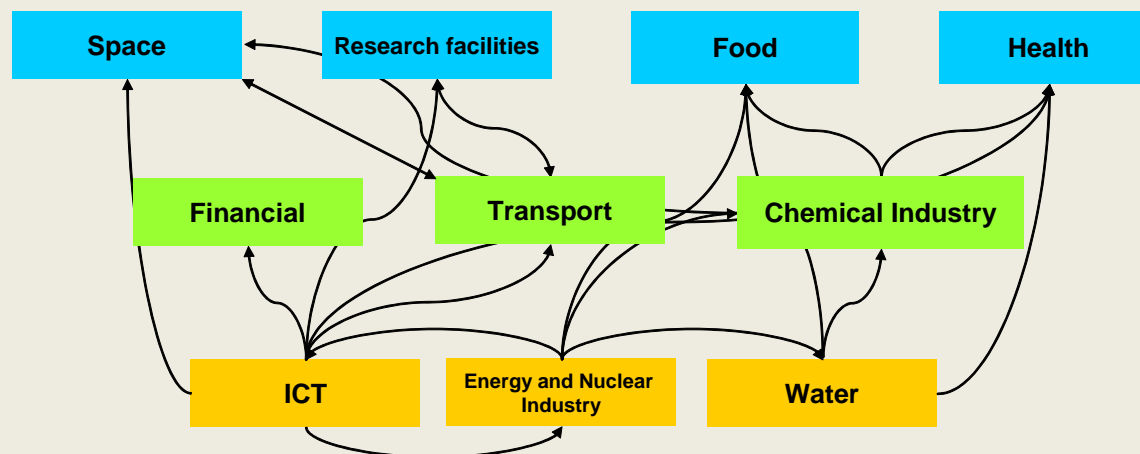 Space
Research facilities
Food
Health
Financial
Transport
Chemical Industry
ICT
Energy and Nuclear
Industry
Water